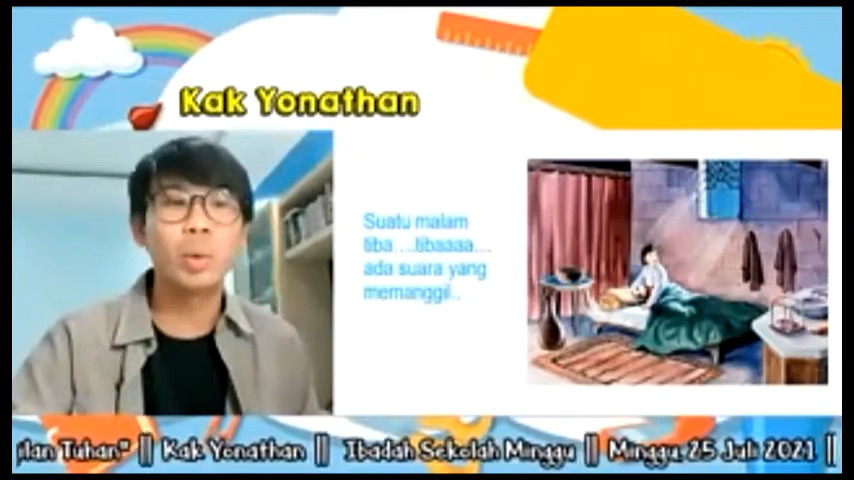 Kak Yonathan
Suatu malam
tiba....tibaaaa...
ada suara yang
memanggil..
ilan Tuhan" || Kak Yonathan || Ibadah Sekolah Minggu || Minggu, 25 Juli 2021 ||